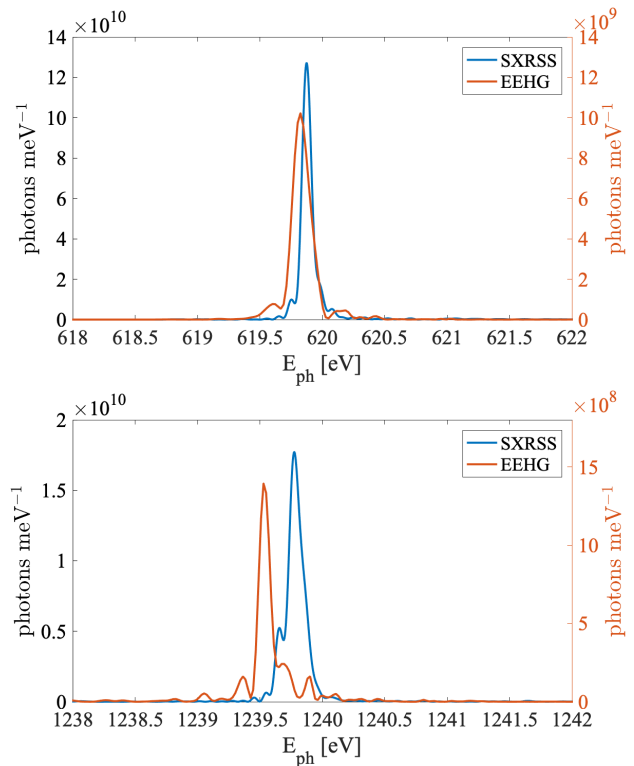 ×10^10 ×10^9
14 14
12 12
10 10
8 8
6 6
4 4
2 2
0 0
photons meV^−1
photons meV^−1
SXRSS
EEHG
618 618.5 619 619.5 620 620.5 621 621.5 622
E_ph [eV]
×10^10 ×10^8
2
1.5
1
0.5
0
15
10
5
0
photons meV^−1
photons meV^−1
SXRSS
EEHG
1238 1238.5 1239 1239.5 1240 1240.5 1241 1241.5 1242
E_ph [eV]